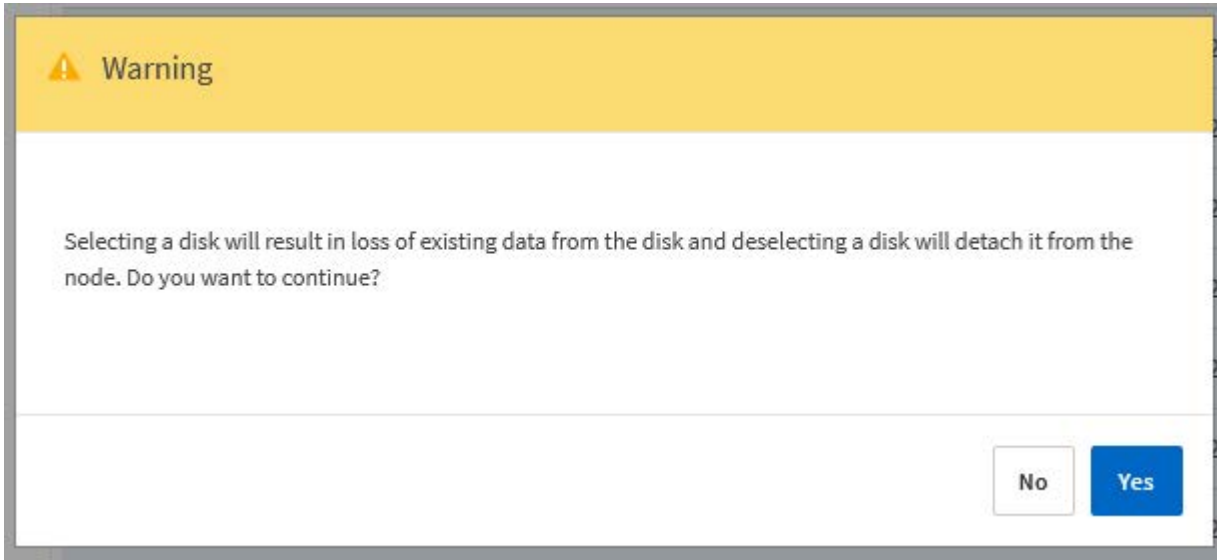 Warning
Selecting a disk will result in loss of existing data from the disk and deselecting a disk will detach it from the
node. Do you want to continue?
No
Yes